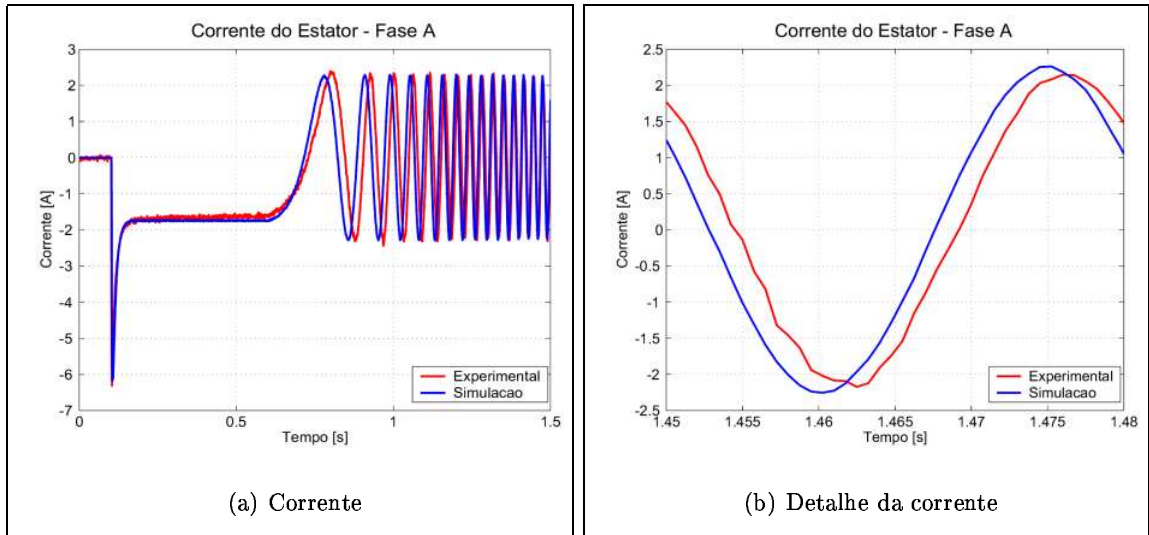 Corrente do Estator - Fase A
3
2
1
0
-1
-2
-3
-4
-5
-6
-7
Corrente [A]
Experimental
Simulacao
0 0.5 1 1.5
Tempo [s]
(a) Corrente
Corrente do Estator - Fase A
2.5
2
1.5
1
0.5
0
-0.5
-1
-1.5
-2
-2.5
Corrente [A]
Experimental
Simulacao
1.45 1.455 1.46 1.465 1.47 1.475 1.48
Tempo [s]
(b) Detalhe da corrente